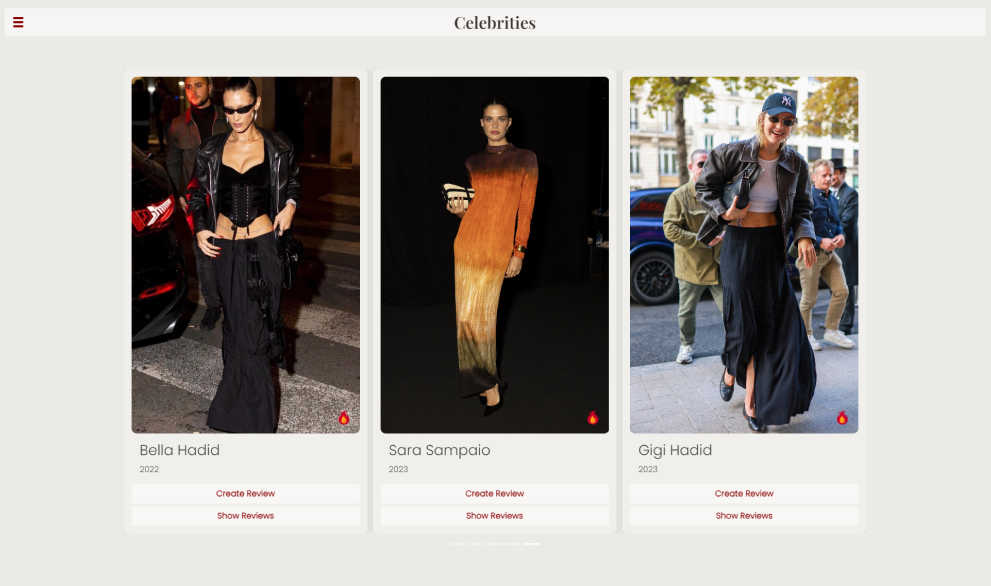 Celebrities
NY
Bella Hadid
2022
Create Review
Show Reviews
Sara Sampaio
2023
Create Review
Show Reviews
Gigi Hadid
2023
Create Review
Show Reviews